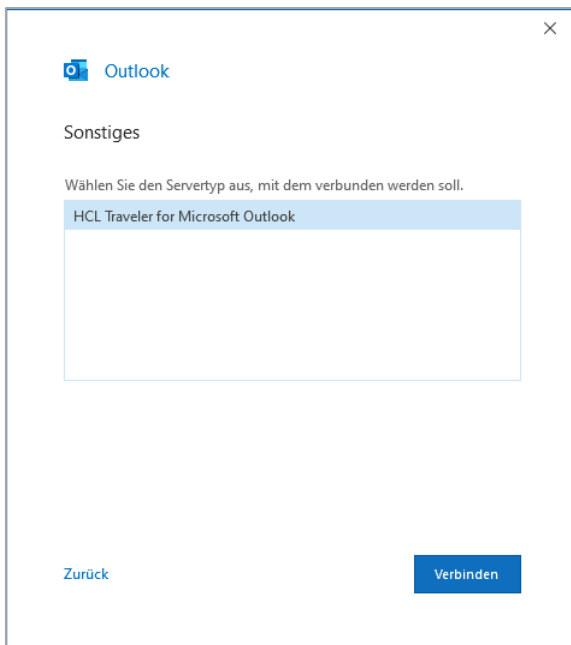 Outlook
Sonstiges
Wählen Sie den Servertyp aus, mit dem verbunden werden soll.
HCL Traveler for Microsoft Outlook
Zurück
Verbinden